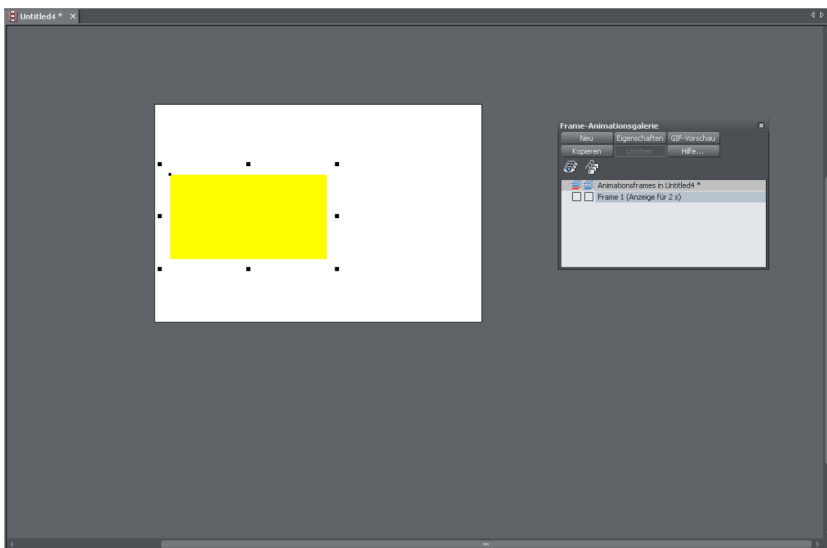 Untitled4 *
Frame-Animationsgalerie
Neu Eigenschaften GIF-Vorschau
Kopieren Löschen Hilfe...
Animationsframes in Untitled4 *
Frame 1 (Anzeige für 2 s)